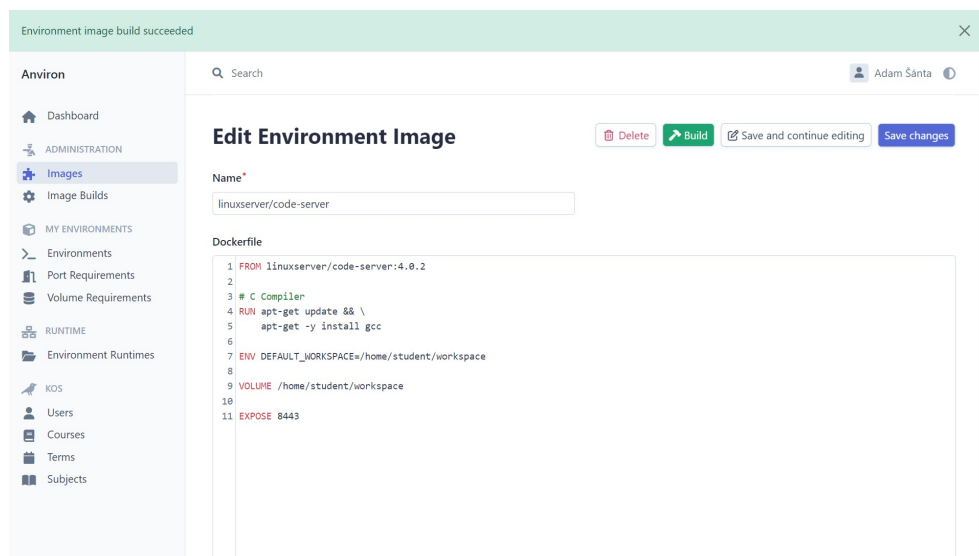 Environment image build succeeded
Anviron
Search
Adam Šánta
Dashboard
ADMINISTRATION
Images
Image Builds
MY ENVIRONMENTS
Environments
Port Requirements
Volume Requirements
RUNTIME
Environment Runtimes
KOS
Users
Courses
Terms
Subjects
Edit Environment Image
Delete
Build
Save and continue editing
Save changes
Name*
linuxserver/code-server
Dockerfile
1 FROM linuxserver/code-server:4.0.2
2
3 # C Compiler
4 RUN apt-get update && \
5 apt-get -y install gcc
6
7 ENV DEFAULT_WORKSPACE=/home/student/workspace
8
9 VOLUME /home/student/workspace
10
11 EXPOSE 8443